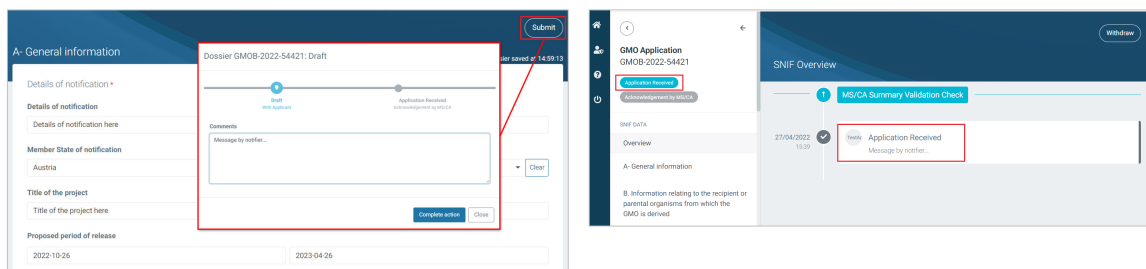 Submit
A- General information
sier saved at 14:59:13
Details of notification *
Details of notification
Details of notification here
Member State of notification
Austria
Clear
Title of the project
Title of the project here
Proposed period of release
2022-10-26
2023-04-26
Dossier GMOB-2022-54421: Draft
Draft
With Applicant
Application Received
Acknowledgement by MS/CA
Comments
Message by notifier...
Complete action
Close
GMO Application
GMOB-2022-54421
Application Received
Acknowledgement by MS/CA
SNIF DATA
Overview
A- General information
B. Information relating to the recipient or
parental organisms from which the
GMO is derived
Withdraw
SNIF Overview
MS/CA Summary Validation Check
27/04/2022
15:39
Application Received
Message by notifier...